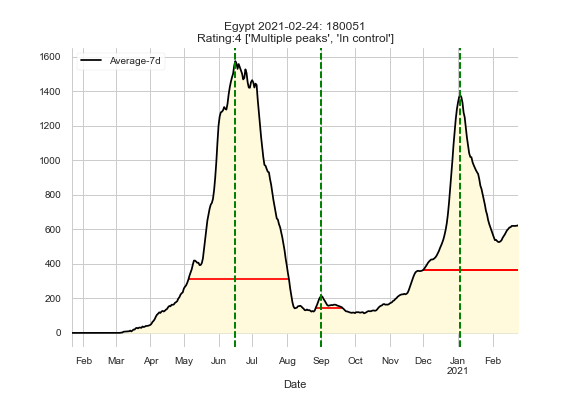 Egypt 2021-02-24: 180051
Rating:4 ['Multiple peaks', 'In control']
Average-7d
1600
1400
1200
1000
800
600
400
200
0
Feb Mar Apr May Jun Jul Aug Sep Oct Nov Dec Jan Feb
2021
Date